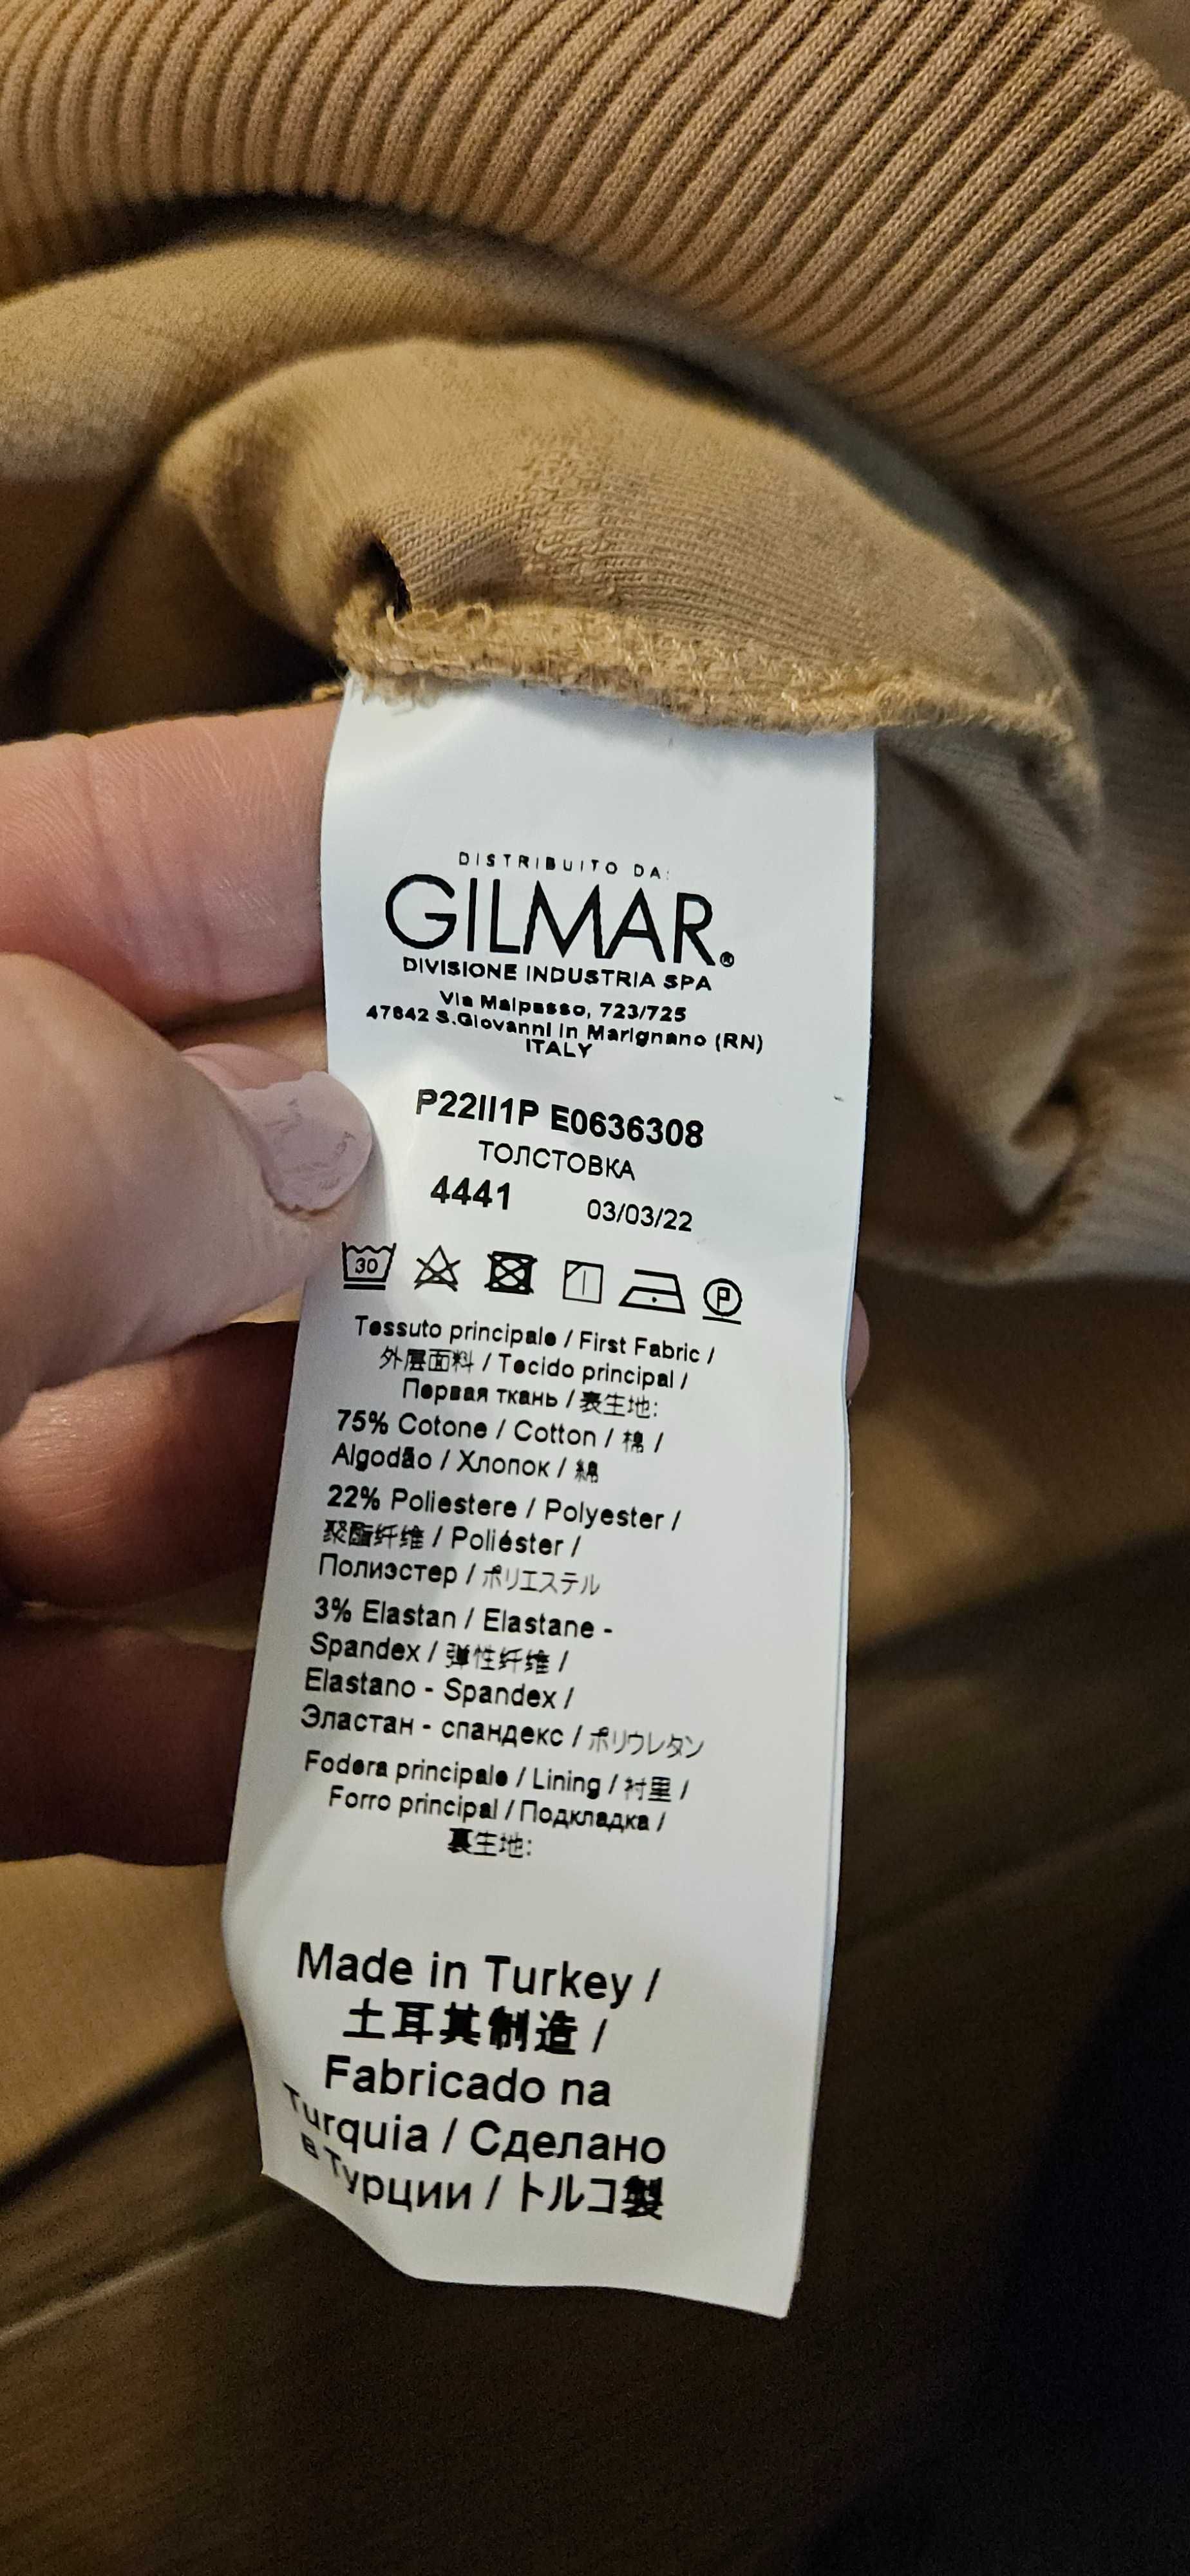 DISTRIBUITO DA:
GILMAR®
DIVISIONE INDUSTRIA SPA
Via Malpasso, 723/725
47842 S.Giovanni in Marignano (RN)
ITALY
P22II1P E0636308
ТОЛСТОВКА
4441 03/03/22
30 P
Tessuto principale / First Fabric /
外层面料 / Tecido principal /
Первая ткань / 表生地:
75% Cotone / Cotton / 棉 /
Algodão / Хлопок / 綿
22% Poliestere / Polyester /
聚酯纤维 / Poliéster /
Полиэстер / ポリエステル
3% Elastan / Elastane -
Spandex / 弹性纤维 /
Elastano - Spandex /
Эластан - спандекс / ポリウレタン
Fodera principale / Lining / 衬里 /
Forro principal / Подкладка /
裏生地:
Made in Turkey /
土耳其制造 /
Fabricado na
Turquia / Сделано
в Турции / トルコ製